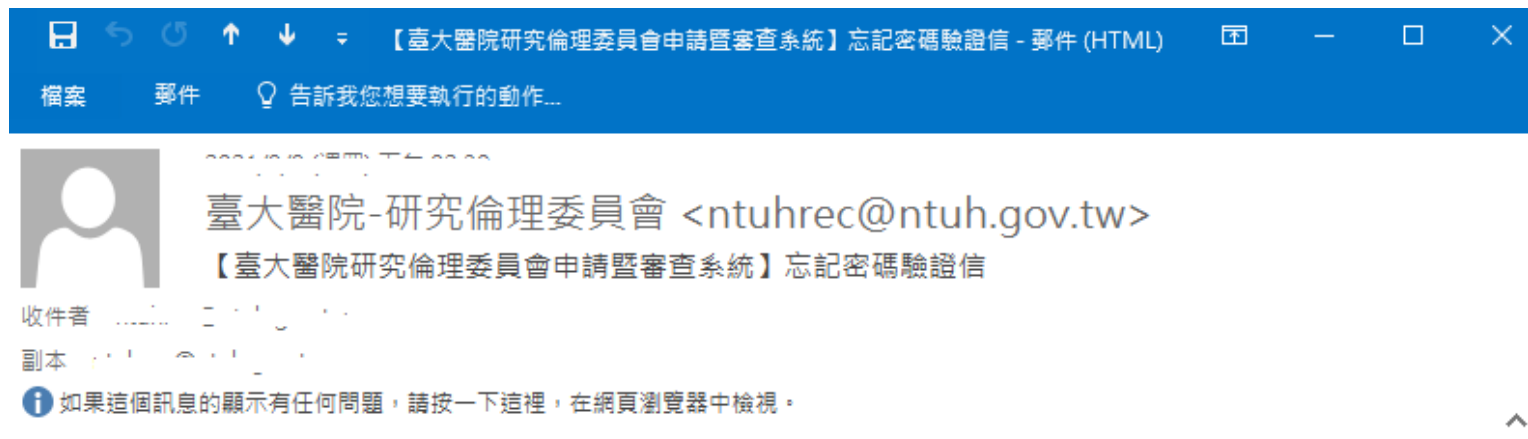 【臺大醫院研究倫理委員會申請暨審查系統】忘記密碼驗證信 - 郵件 (HTML)
檔案 郵件 告訴我您想要執行的動作...
臺大醫院-研究倫理委員會 <ntuhrec@ntuh.gov.tw>
【臺大醫院研究倫理委員會申請暨審查系統】忘記密碼驗證信
收件者
副本
如果這個訊息的顯示有任何問題，請按一下這裡，在網頁瀏覽器中檢視。